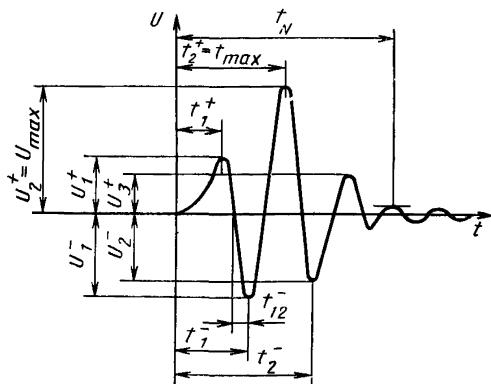 U
t_N
t_2^+ = t_max
t_1^+
U_2^+ = U_max
U_1^+
U_3^+
t
U_1^-
U_2^-
t_12^-
t_1^-
t_2^-